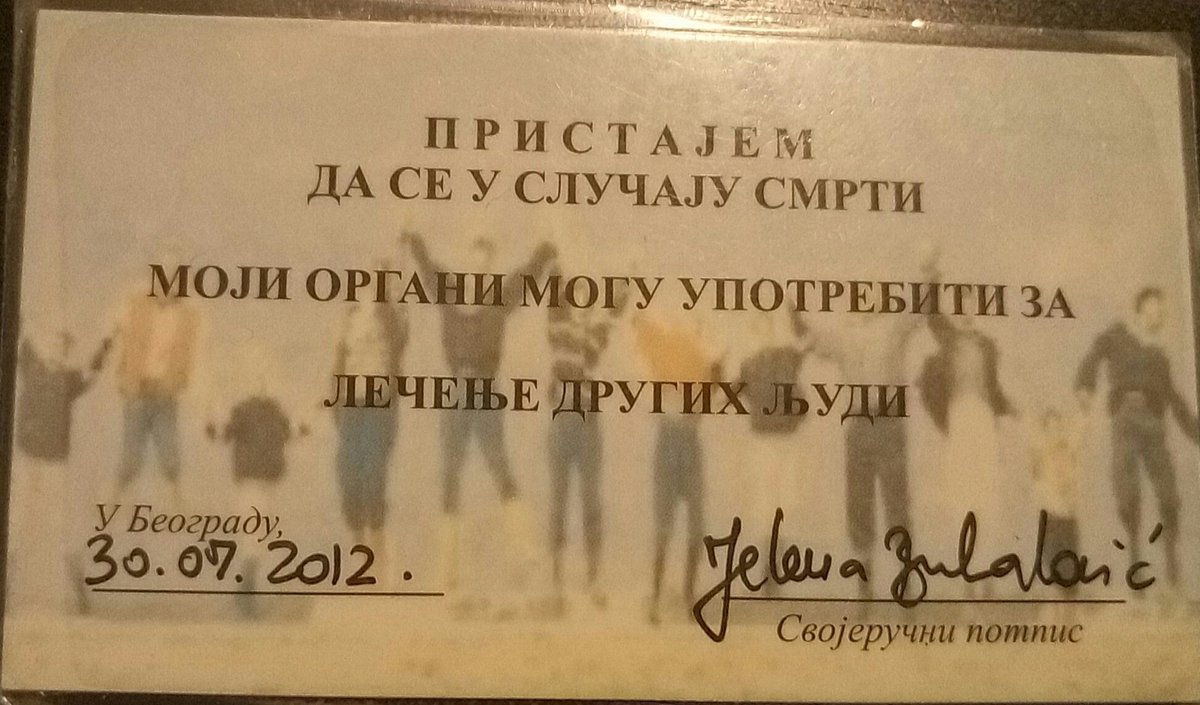 ПРИСТАЈЕМ
ДА СЕ У СЛУЧАЈУ СМРТИ
МОЈИ ОРГАНИ МОГУ УПОТРЕБИТИ ЗА
ЛЕЧЕЊЕ ДРУГИХ ЉУДИ
У Београду,
30.07.2012.
Jelena
Својеручни потпис